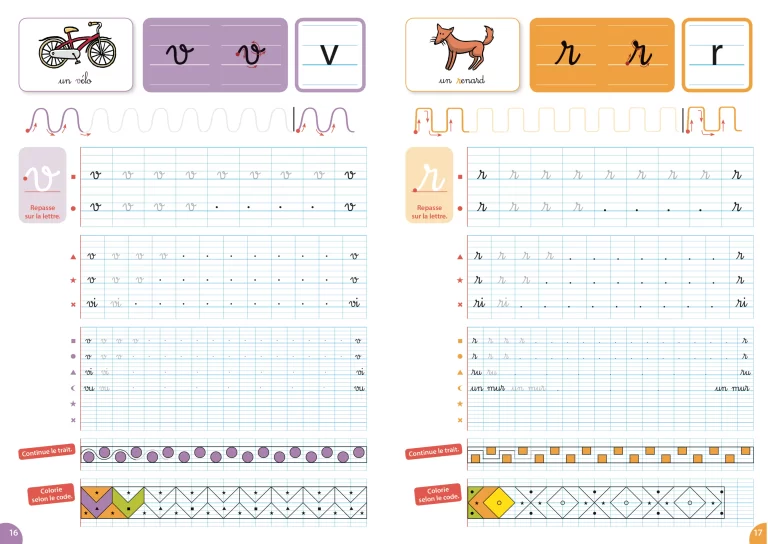 un vélo
v v v
Repasse
sur la lettre.
v
v v v v v v v v v
v v v v v
v v v v v
v v v v
vi vi vi
v v v v v
v v v v
vi vi vi
vu vu vu
Continue le trait.
Colorie
selon le code.
16
un renard
r r r
Repasse
sur la lettre.
r
r r r r r r r r r
r r r r r
r r r r r
r r r r
ri ri ri
r r r r r
r r r r
ru ru ru
un mur un mur un mur
Continue le trait.
Colorie
selon le code.
17